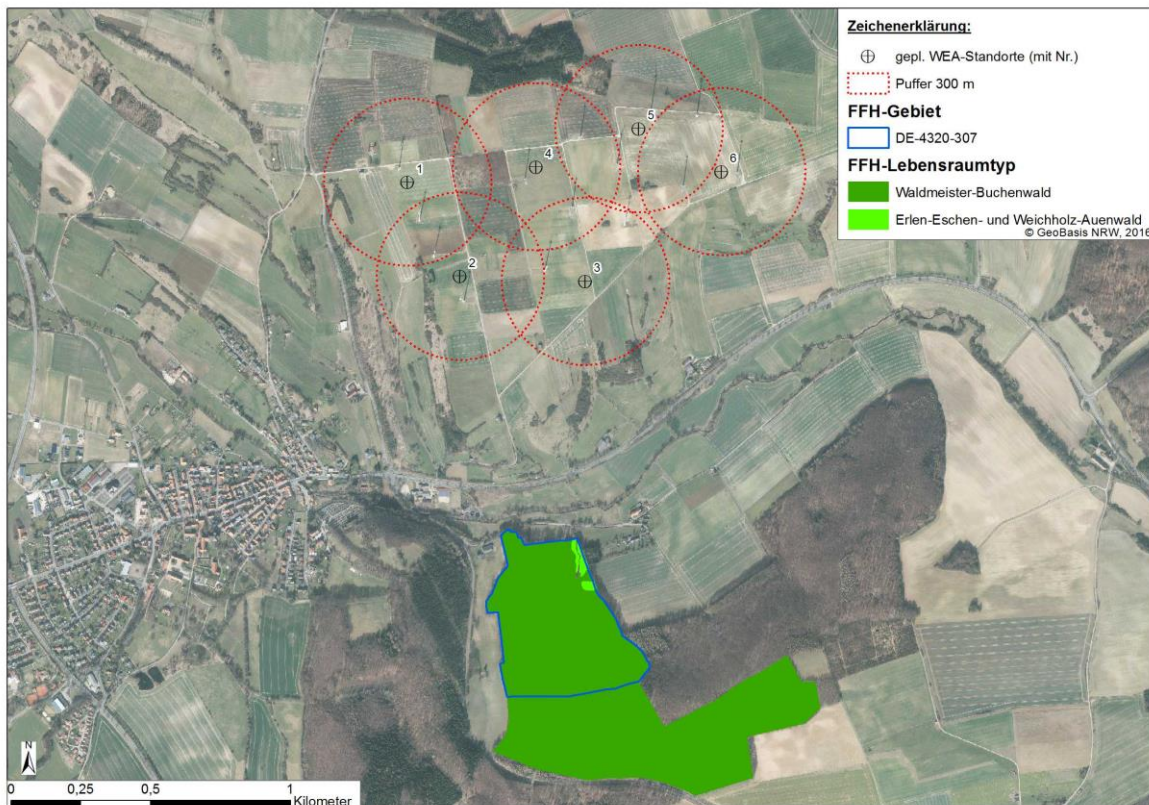 Zeichenerklärung:
gepl. WEA-Standorte (mit Nr.)
Puffer 300 m
FFH-Gebiet
DE-4320-307
FFH-Lebensraumtyp
Waldmeister-Buchenwald
Erlen-Eschen- und Weichholz-Auenwald
© GeoBasis NRW, 2016
5
4
6
1
2
3
N
0 0,25 0,5 1
Kilometer